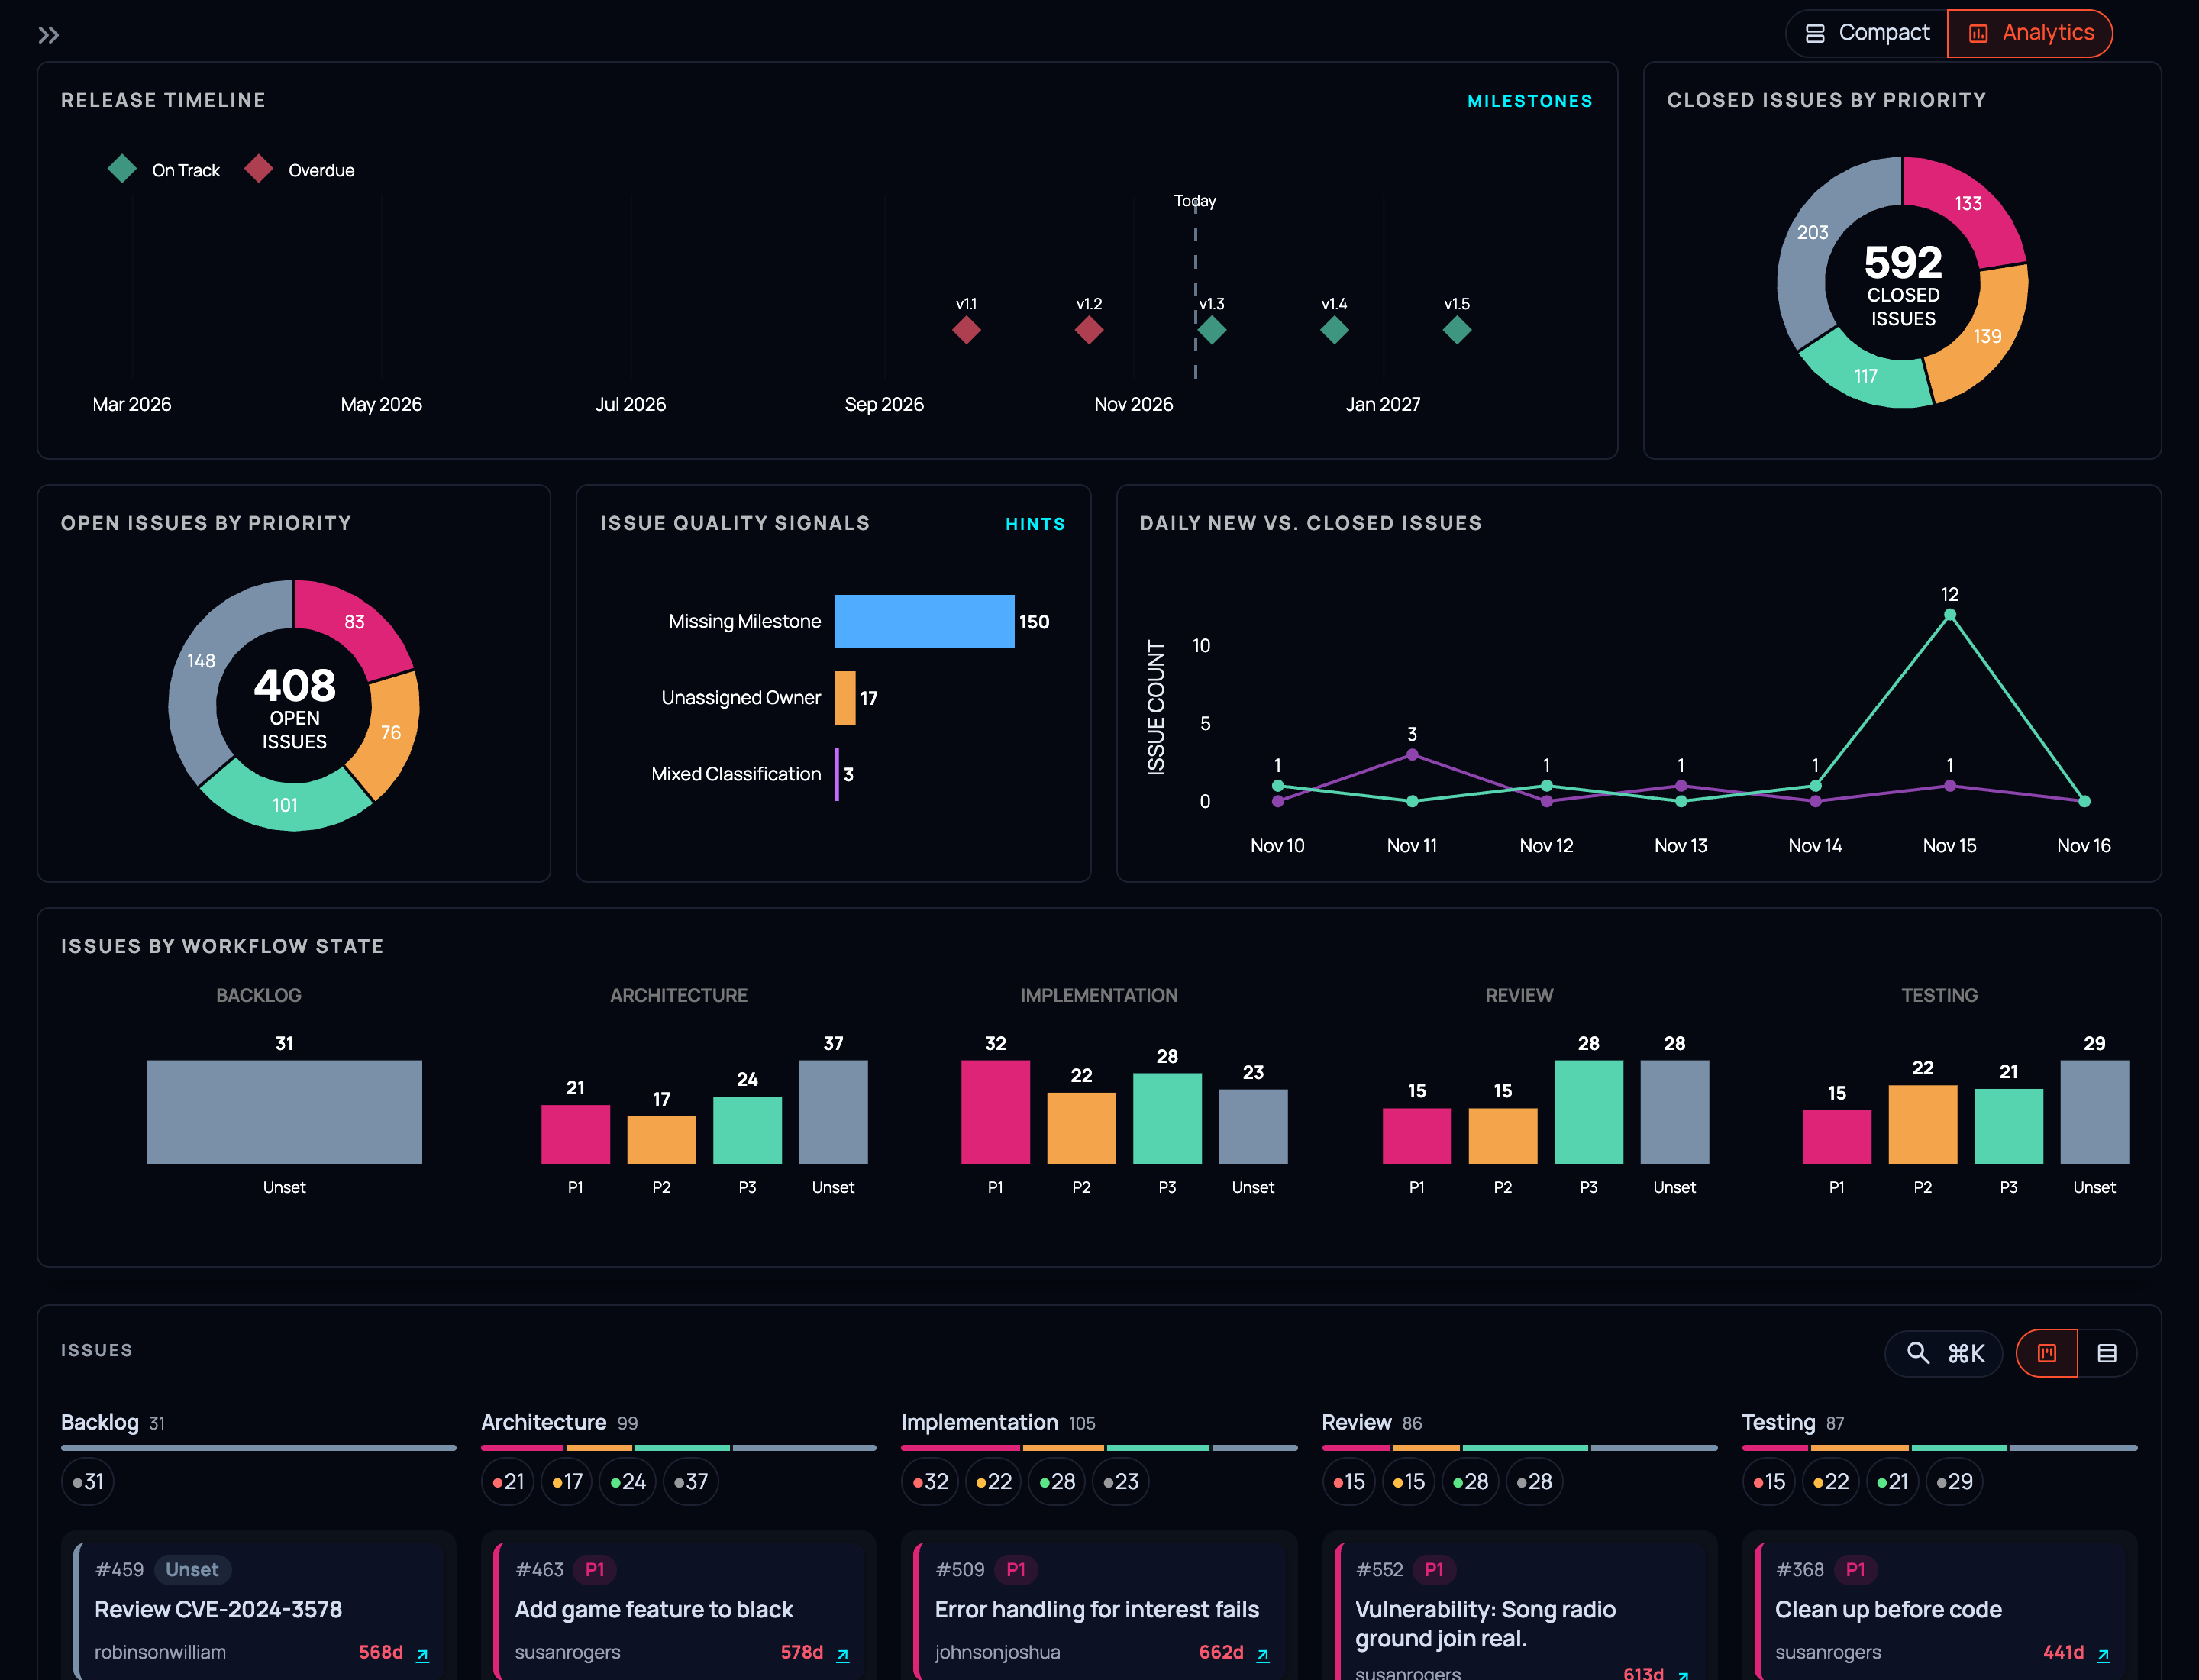 Compact
Analytics
RELEASE TIMELINE
MILESTONES
On Track
Overdue
Today
v1.1
v1.2
v1.3
v1.4
v1.5
Mar 2026
May 2026
Jul 2026
Sep 2026
Nov 2026
Jan 2027
CLOSED ISSUES BY PRIORITY
133
203
592
CLOSED
ISSUES
139
117
OPEN ISSUES BY PRIORITY
83
148
408
OPEN
ISSUES
76
101
ISSUE QUALITY SIGNALS
HINTS
Missing Milestone 150
Unassigned Owner 17
Mixed Classification 3
DAILY NEW VS. CLOSED ISSUES
ISSUE COUNT
10
5
0
1
3
1
1
1
12
1
Nov 10
Nov 11
Nov 12
Nov 13
Nov 14
Nov 15
Nov 16
ISSUES BY WORKFLOW STATE
BACKLOG
31
Unset
ARCHITECTURE
21
17
24
37
P1
P2
P3
Unset
IMPLEMENTATION
32
22
28
23
P1
P2
P3
Unset
REVIEW
15
15
28
28
P1
P2
P3
Unset
TESTING
15
22
21
29
P1
P2
P3
Unset
ISSUES
⌘K
Backlog 31
31
#459 Unset
Review CVE-2024-3578
robinsonwilliam 568d
Architecture 99
21 17 24 37
#463 P1
Add game feature to black
susanrogers 578d
Implementation 105
32 22 28 23
#509 P1
Error handling for interest fails
johnsonjoshua 662d
Review 86
15 15 28 28
#552 P1
Vulnerability: Song radio
ground join real.
susanrogers 613d
Testing 87
15 22 21 29
#368 P1
Clean up before code
susanrogers 441d